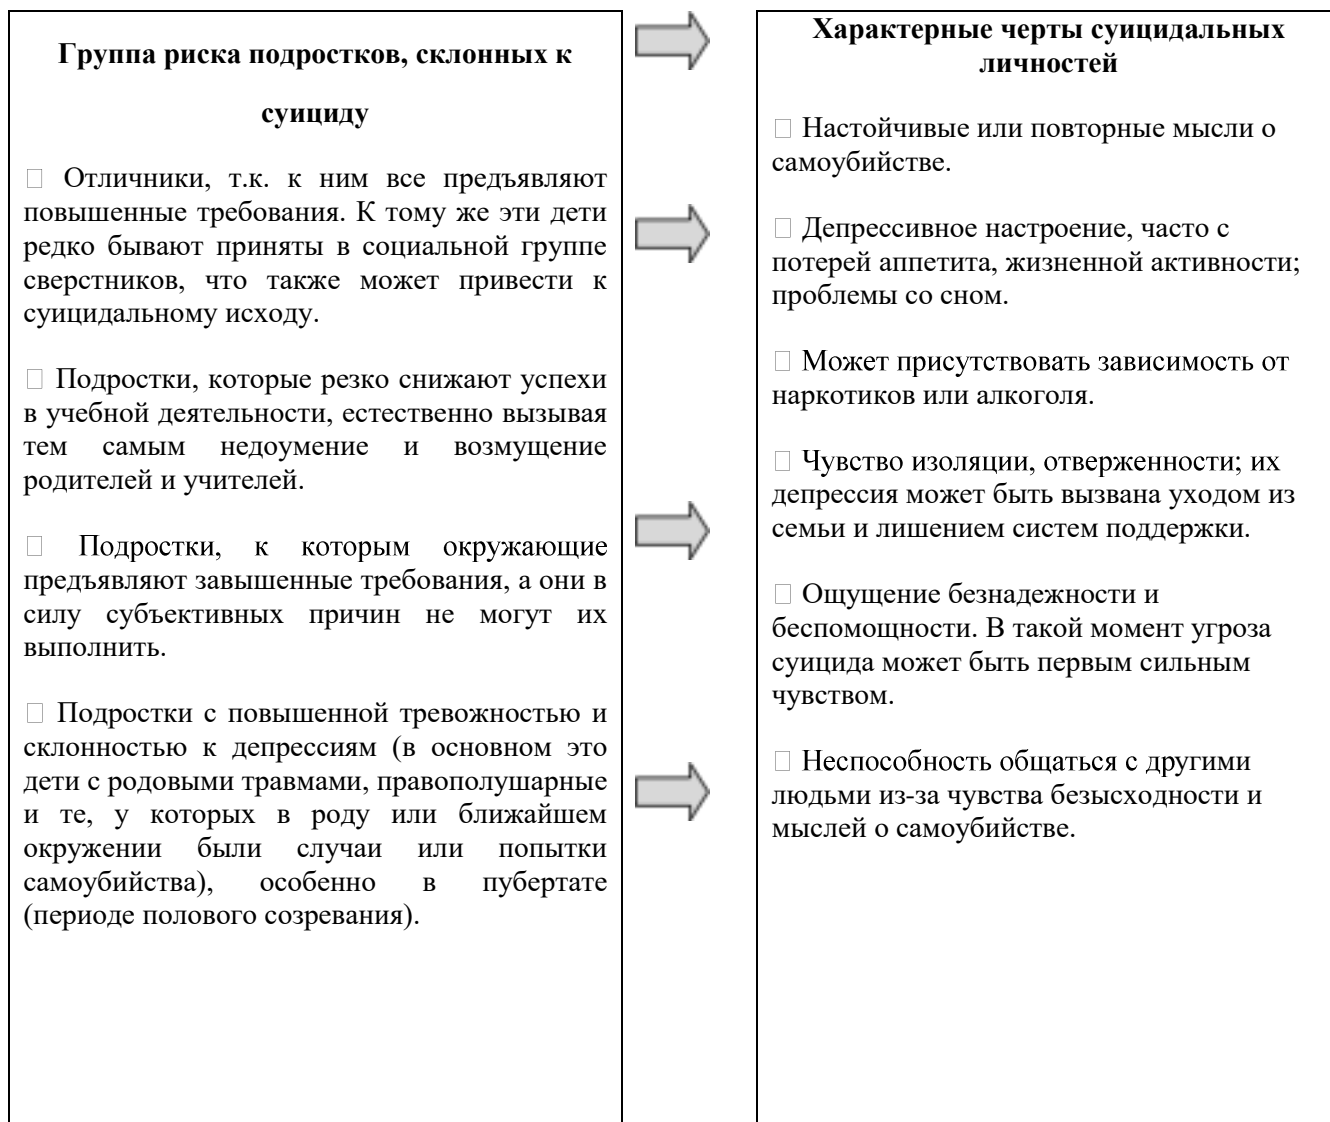 Группа риска подростков, склонных к
суициду
□ Отличники, т.к. к ним все предъявляют
повышенные требования. К тому же эти дети
редко бывают приняты в социальной группе
сверстников, что также может привести к
суицидальному исходу.
□ Подростки, которые резко снижают успехи
в учебной деятельности, естественно вызывая
тем самым недоумение и возмущение
родителей и учителей.
□ Подростки, к которым окружающие
предъявляют завышенные требования, а они в
силу субъективных причин не могут их
выполнить.
□ Подростки с повышенной тревожностью и
склонностью к депрессиям (в основном это
дети с родовыми травмами, правополушарные
и те, у которых в роду или ближайшем
окружении были случаи или попытки
самоубийства), особенно в пубертате
(периоде полового созревания).
Характерные черты суицидальных
личностей
□ Настойчивые или повторные мысли о
самоубийстве.
□ Депрессивное настроение, часто с
потерей аппетита, жизненной активности;
проблемы со сном.
□ Может присутствовать зависимость от
наркотиков или алкоголя.
□ Чувство изоляции, отверженности; их
депрессия может быть вызвана уходом из
семьи и лишением систем поддержки.
□ Ощущение безнадежности и
беспомощности. В такой момент угроза
суицида может быть первым сильным
чувством.
□ Неспособность общаться с другими
людьми из-за чувства безысходности и
мыслей о самоубийстве.